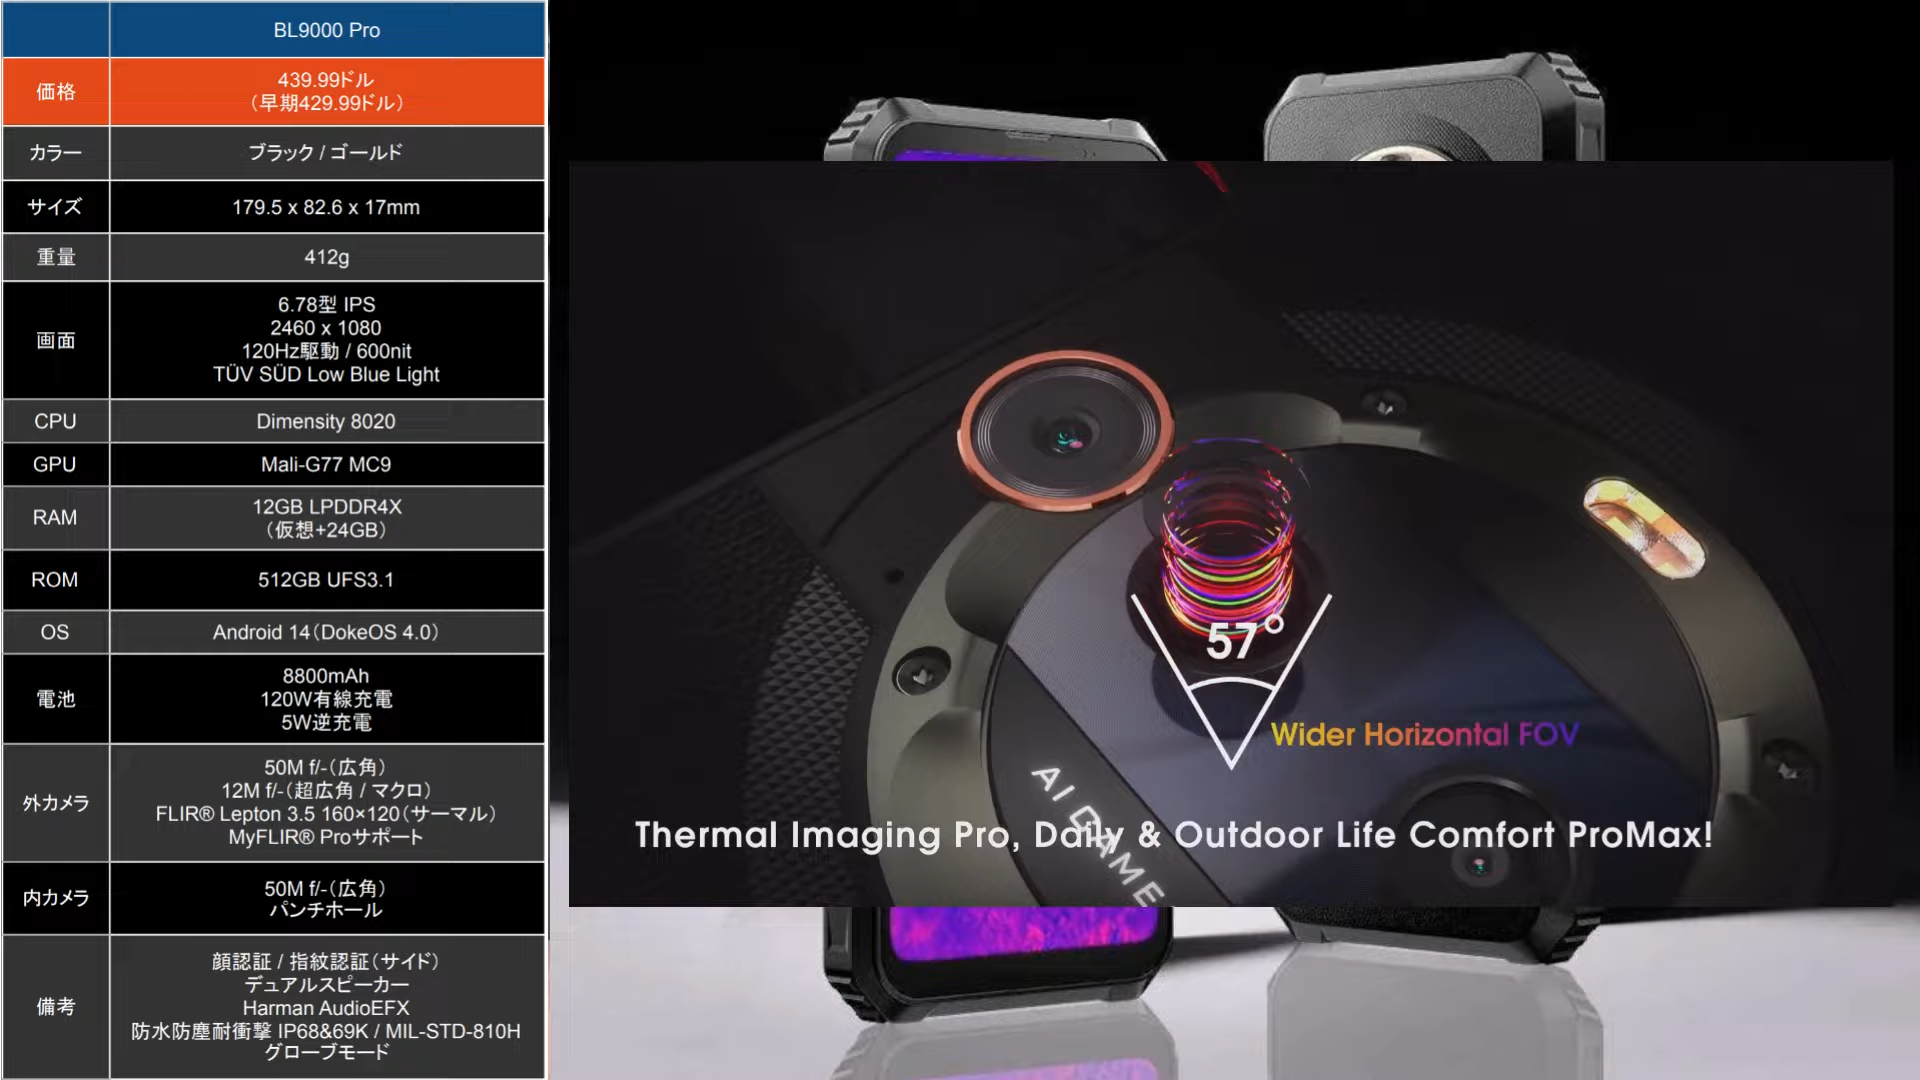 BL9000 Pro
価格
439.99ドル
（早期429.99ドル）
カラー
ブラック / ゴールド
サイズ
179.5 x 82.6 x 17mm
重量
412g
画面
6.78型 IPS
2460 x 1080
120Hz駆動 / 600nit
TÜV SÜD Low Blue Light
CPU
Dimensity 8020
GPU
Mali-G77 MC9
RAM
12GB LPDDR4X
（仮想+24GB）
ROM
512GB UFS3.1
OS
Android 14（DokeOS 4.0）
電池
8800mAh
120W有線充電
5W逆充電
外カメラ
50M f/-（広角）
12M f/-（超広角 / マクロ）
FLIR® Lepton 3.5 160×120（サーマル）
MyFLIR® Proサポート
内カメラ
50M f/-（広角）
パンチホール
備考
顔認証 / 指紋認証（サイド）
デュアルスピーカー
Harman AudioEFX
防水防塵耐衝撃 IP68&69K / MIL-STD-810H
グローブモード
57°
Wider Horizontal FOV
Thermal Imaging Pro, Daily & Outdoor Life Comfort ProMax!
AI CAME